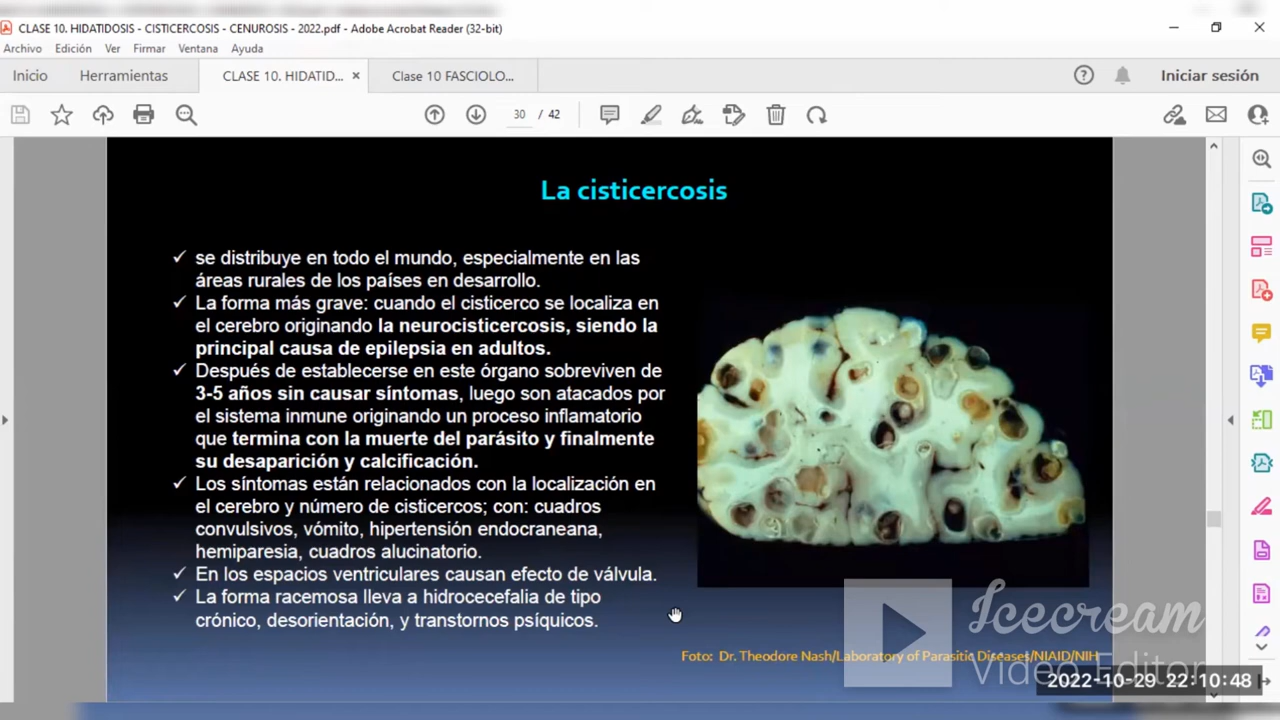 CLASE 10. HIDATIDOSIS - CISTICERCOSIS - CENUROSIS - 2022.pdf - Adobe Acrobat Reader (32-bit)
Archivo Edición Ver Firmar Ventana Ayuda
Inicio Herramientas CLASE 10. HIDATID... × Clase 10 FASCIOLO... Iniciar sesión
30 / 42
La cisticercosis
✓ se distribuye en todo el mundo, especialmente en las
áreas rurales de los países en desarrollo.
✓ La forma más grave: cuando el cisticerco se localiza en
el cerebro originando la neurocisticercosis, siendo la
principal causa de epilepsia en adultos.
✓ Después de establecerse en este órgano sobreviven de
3-5 años sin causar síntomas, luego son atacados por
el sistema inmune originando un proceso inflamatorio
que termina con la muerte del parásito y finalmente
su desaparición y calcificación.
✓ Los síntomas están relacionados con la localización en
el cerebro y número de cisticercos; con: cuadros
convulsivos, vómito, hipertensión endocraneana,
hemiparesia, cuadros alucinatorio.
✓ En los espacios ventriculares causan efecto de válvula.
✓ La forma racemosa lleva a hidrocecefalia de tipo
crónico, desorientación, y transtornos psíquicos.
Foto: Dr. Theodore Nash/Laboratory of Parasitic Diseases/NIAID/NIH
Icecream
Video Editor
2022-10-29 22:10:48